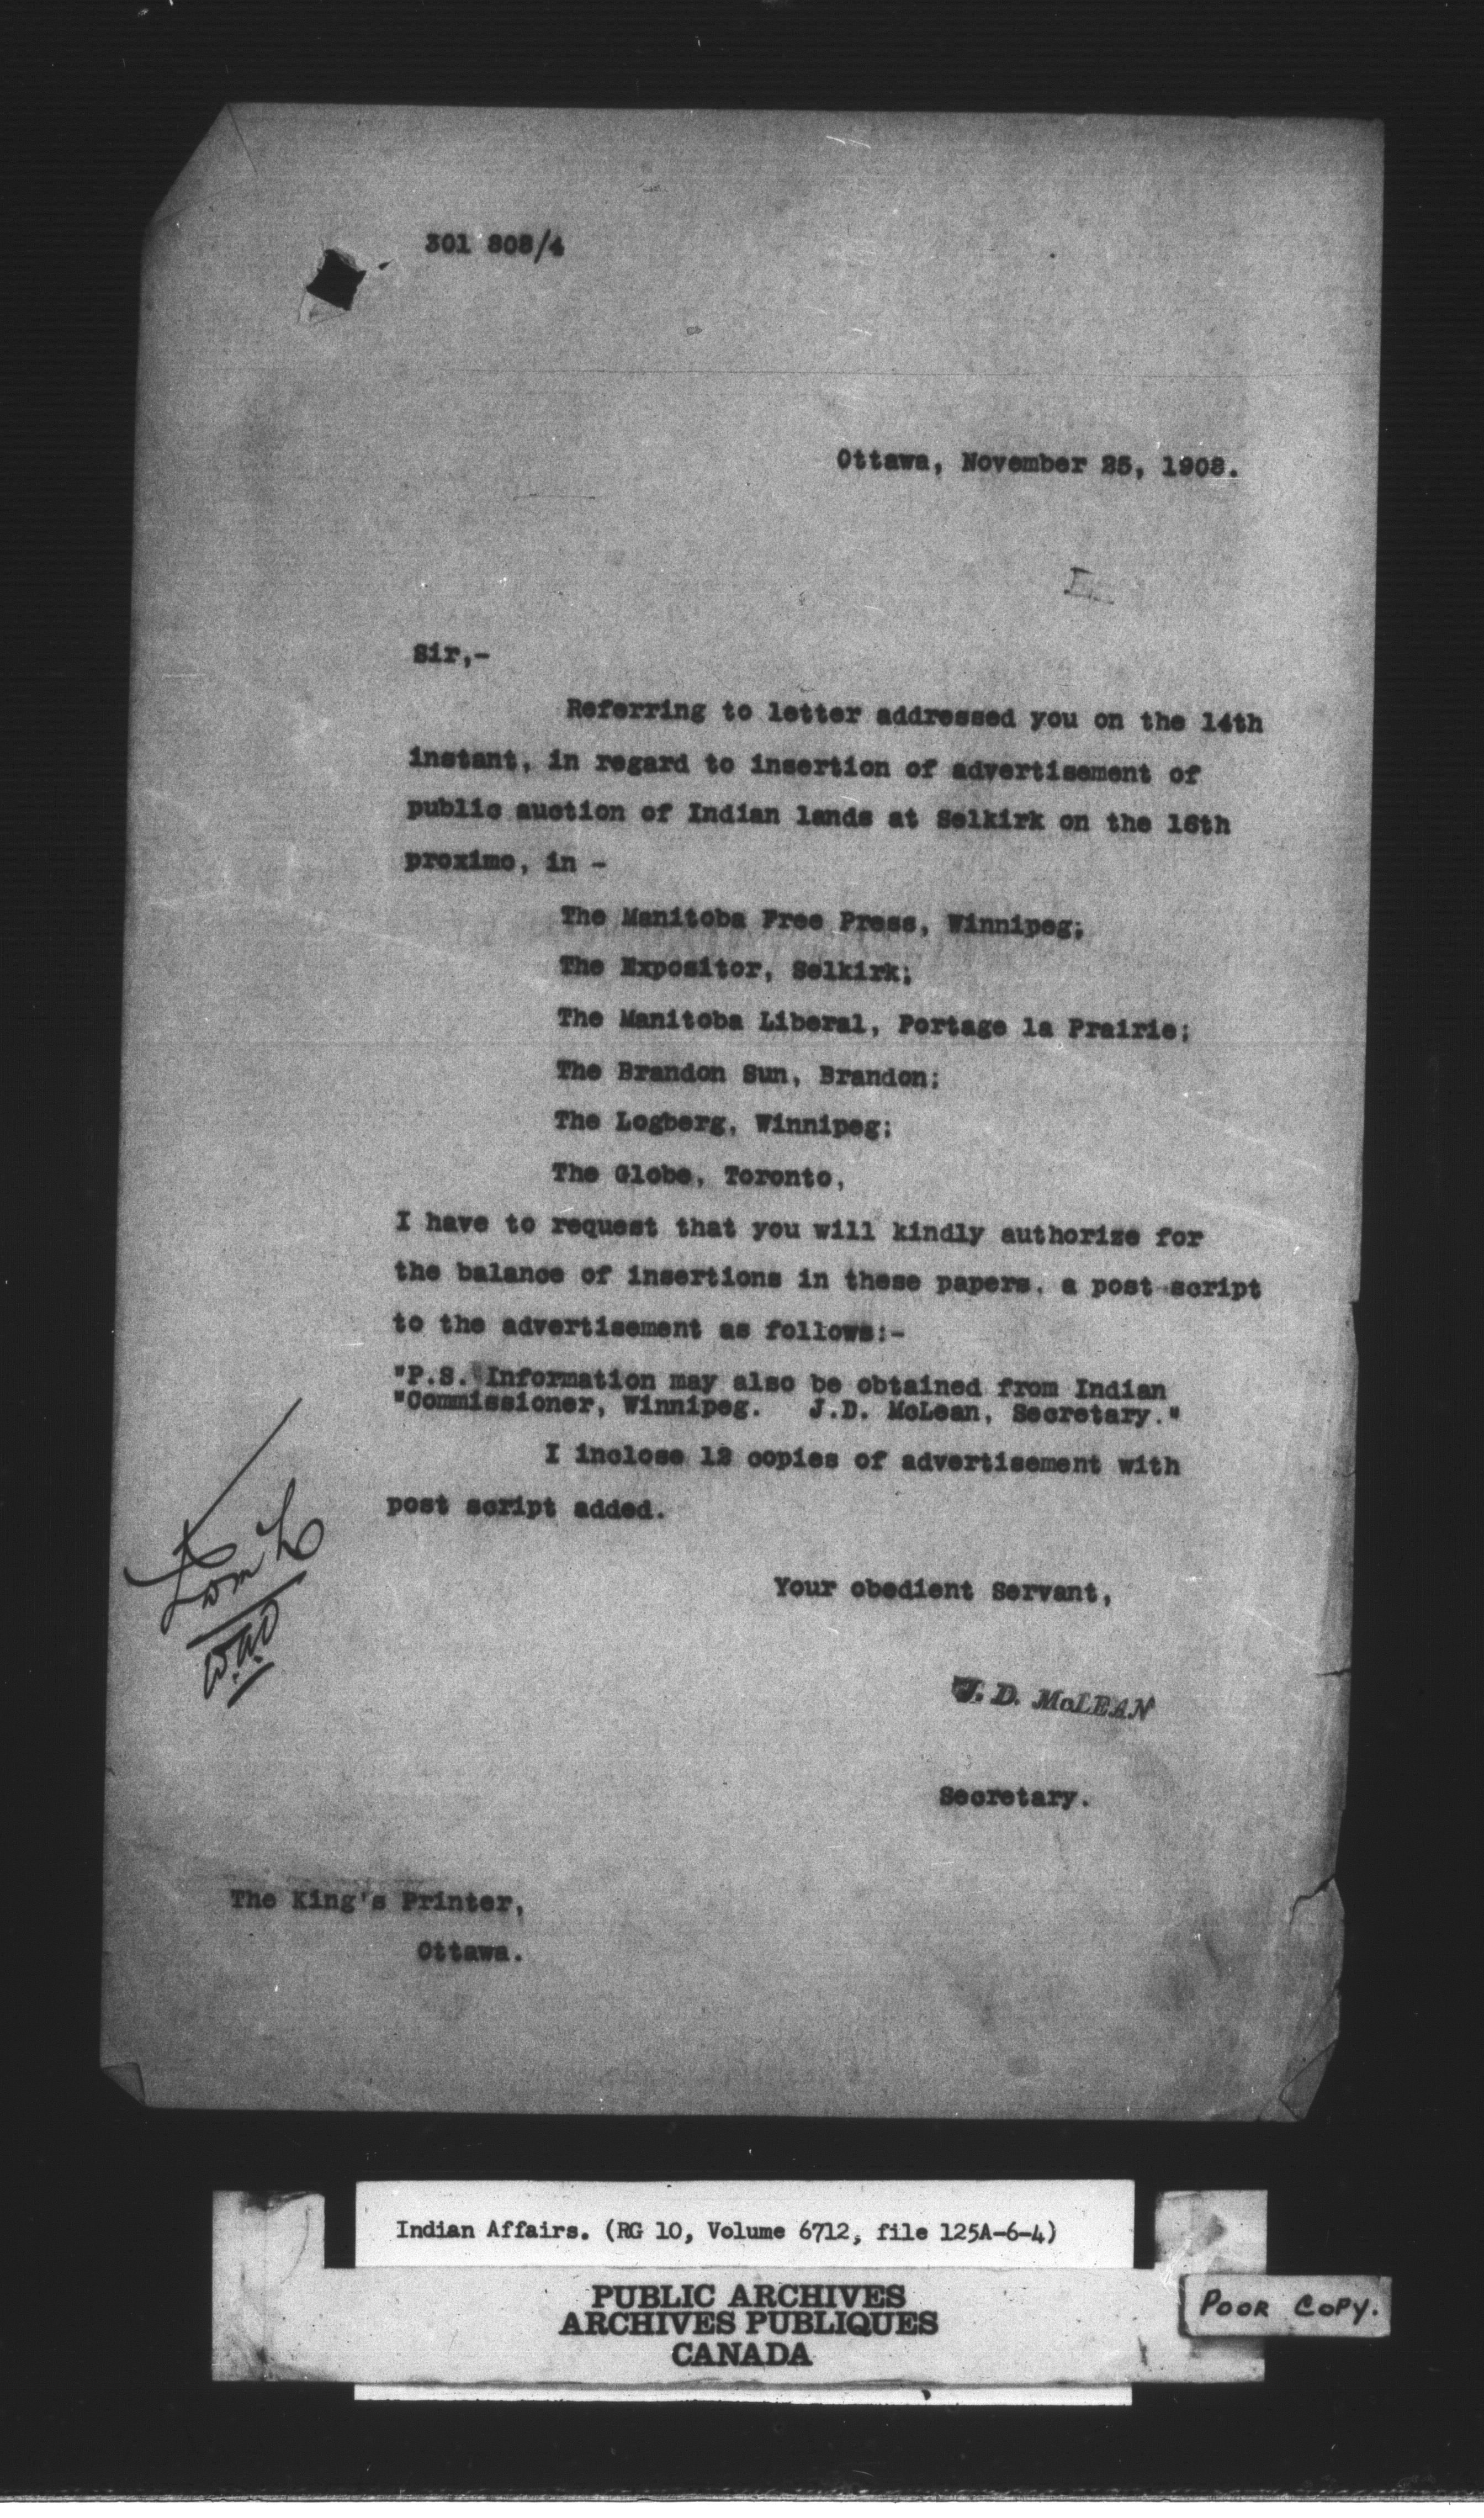 301 808/4
Ottawa, November 25, 1908.
Sir,-
Referring to letter addressed you on the 14th
instant, in regard to insertion of advertisement of
public auction of Indian lands at Selkirk on the 16th
proximo, in -
The Manitoba Free Press, Winnipeg;
The Expositor, Selkirk;
The Manitoba Liberal, Portage la Prairie;
The Brandon Sun, Brandon;
The Logberg, Winnipeg;
The Globe, Toronto,
I have to request that you will kindly authorize for
the balance of insertions in these papers, a post script
to the advertisement as follows:-
"P.S. Information may also be obtained from Indian
"Commissioner, Winnipeg. J.D. McLean, Secretary."
I inclose 12 copies of advertisement with
post script added.
Your obedient Servant,
J. D. McLEAN
Secretary.
The King's Printer,
Ottawa.
Indian Affairs. (RG 10, Volume 6712, file 125A-6-4)
PUBLIC ARCHIVES
ARCHIVES PUBLIQUES
CANADA
POOR COPY.